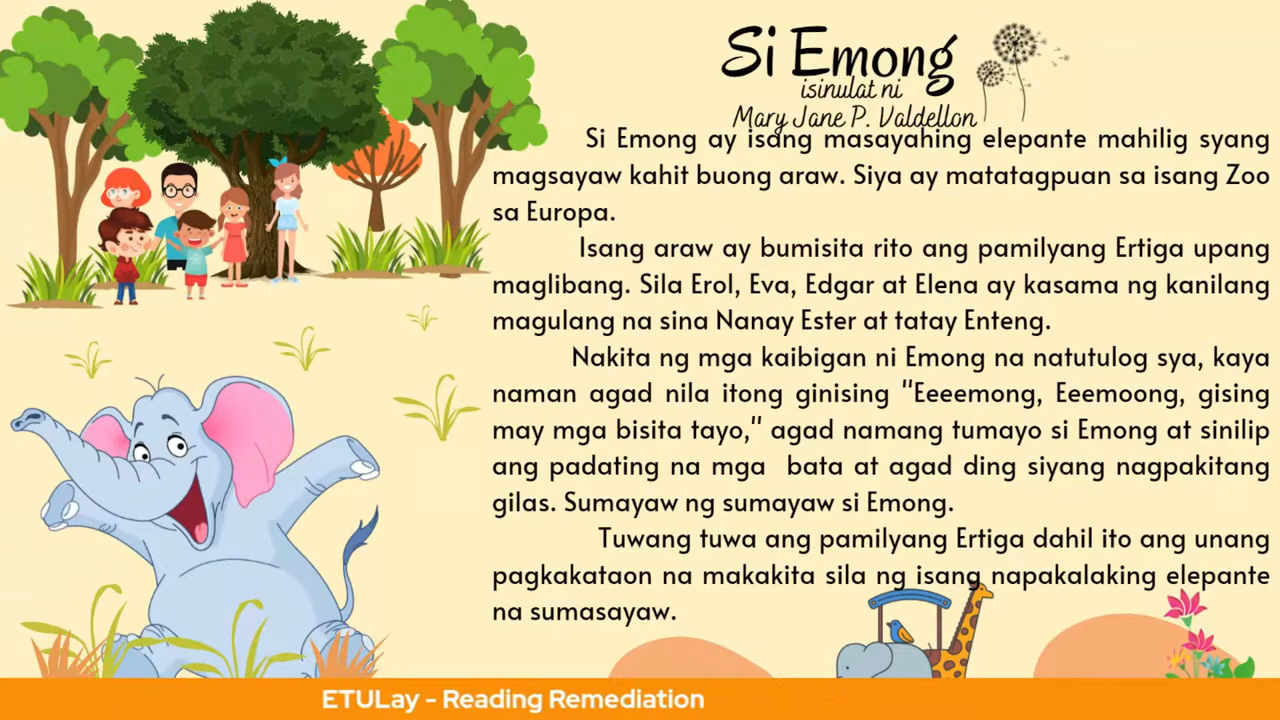 Si Emong
isinulat ni
Mary Jane P. Valdellon
Si Emong ay isang masayahing elepante mahilig syang
magsayaw kahit buong araw. Siya ay matatagpuan sa isang Zoo
sa Europa.
Isang araw ay bumisita rito ang pamilyang Ertiga upang
maglibang. Sila Erol, Eva, Edgar at Elena ay kasama ng kanilang
magulang na sina Nanay Ester at tatay Enteng.
Nakita ng mga kaibigan ni Emong na natutulog sya, kaya
naman agad nila itong ginising "Eeeemong, Eeemoong, gising
may mga bisita tayo," agad namang tumayo si Emong at sinilip
ang padating na mga bata at agad ding siyang nagpakitang
gilas. Sumayaw ng sumayaw si Emong.
Tuwang tuwa ang pamilyang Ertiga dahil ito ang unang
pagkakataon na makakita sila ng isang napakalaking elepante
na sumasayaw.
ETULay - Reading Remediation